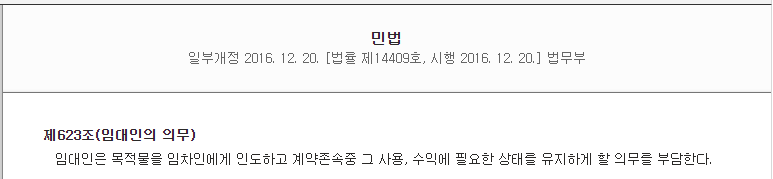 민법
일부개정 2016. 12. 20. [법률 제14409호, 시행 2016. 12. 20.] 법무부
제623조(임대인의 의무)
임대인은 목적물을 임차인에게 인도하고 계약존속중 그 사용, 수익에 필요한 상태를 유지하게 할 의무를 부담한다.